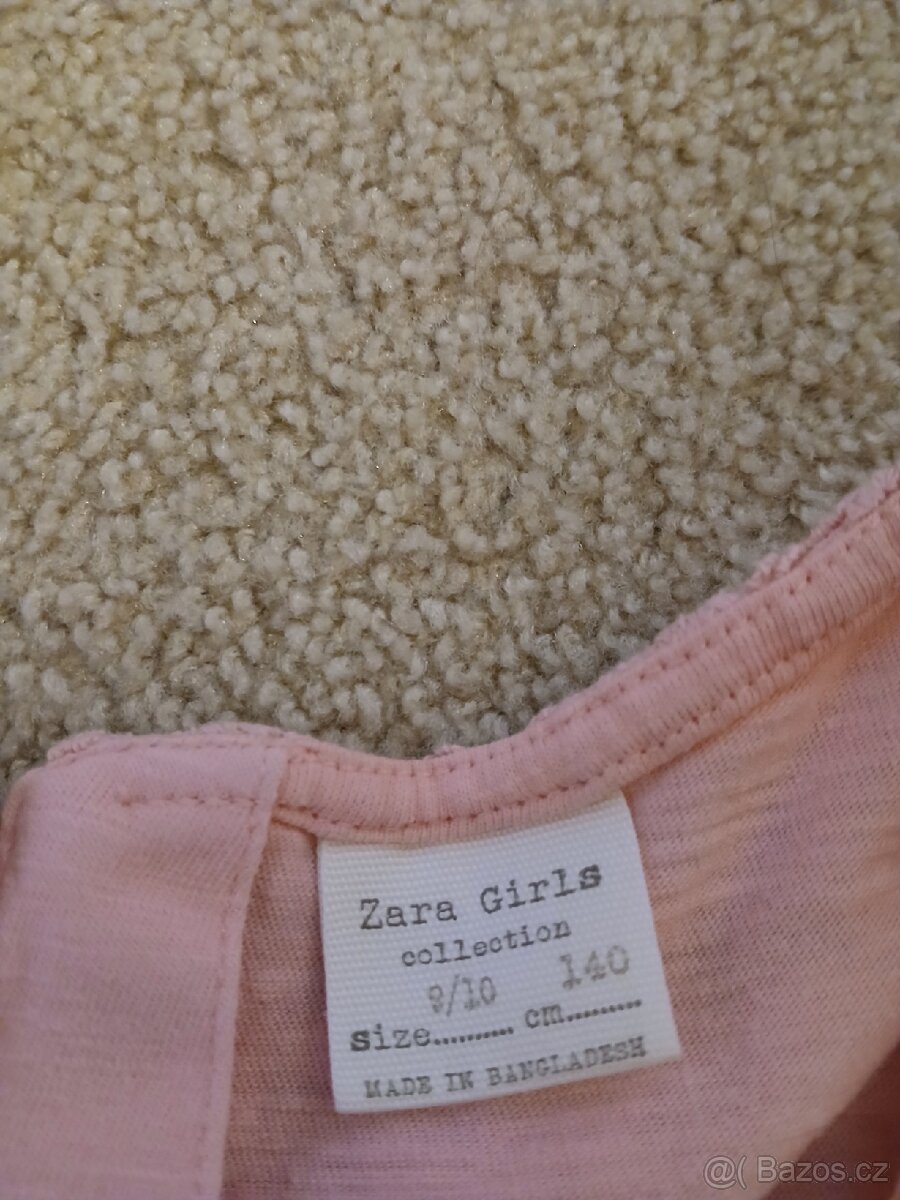 Zara Girls
collection
9/10 140
size.......... cm..........
MADE IN BANGLADESH
@( Bazos.cz